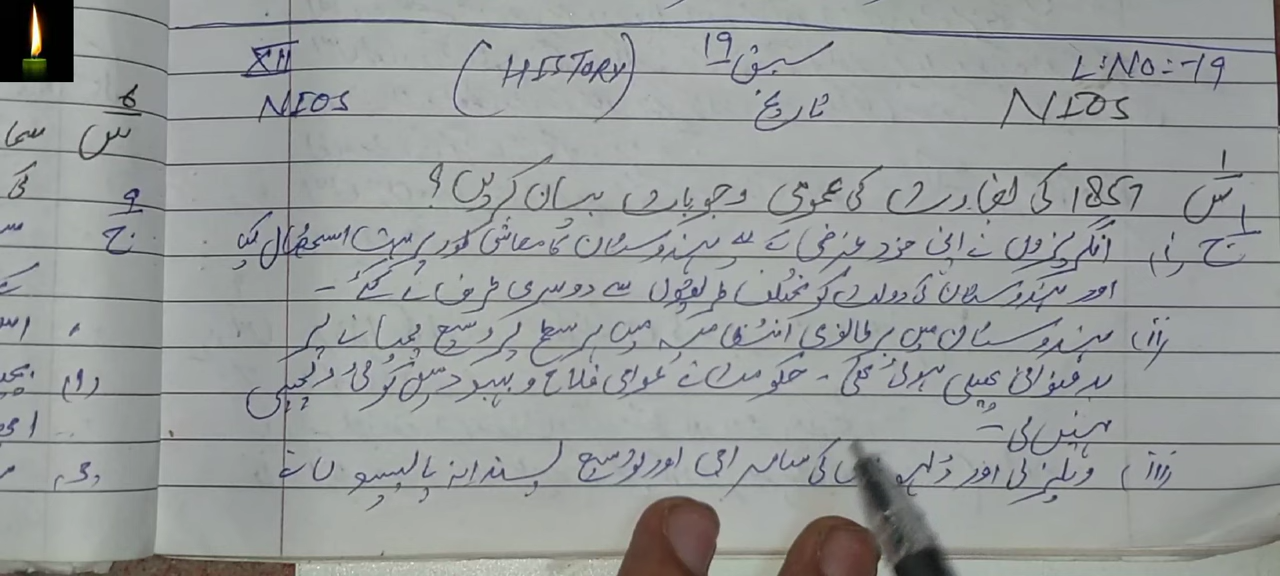 L:No:-19 سبق 19 (HISTORY) XII
NIOS تاریخ NIOS
س 1 1857 کی بغاوت کی عمومی وجوہات بیان کریں؟
ج 1 (i) انگریزوں نے اپنی خود غرضی کے لیے ہندوستان کا معاشی طور پر بہت استحصال کیا
اور ہندوستان کی دولت کو مختلف طریقوں سے دوسری طرف لے گئے -
(ii) ہندوستان میں برطانوی انتظامیہ میں ہر سطح پر وسیع پیمانے پر
بدعنوانی پھیلی ہوئی تھی - حکومت نے عوامی فلاح و بہبود میں کوئی دلچسپی
نہیں لی -
(iii) ویلزلی اور کی سامراجی اور توسیع پسندانہ پالیسیوں نے